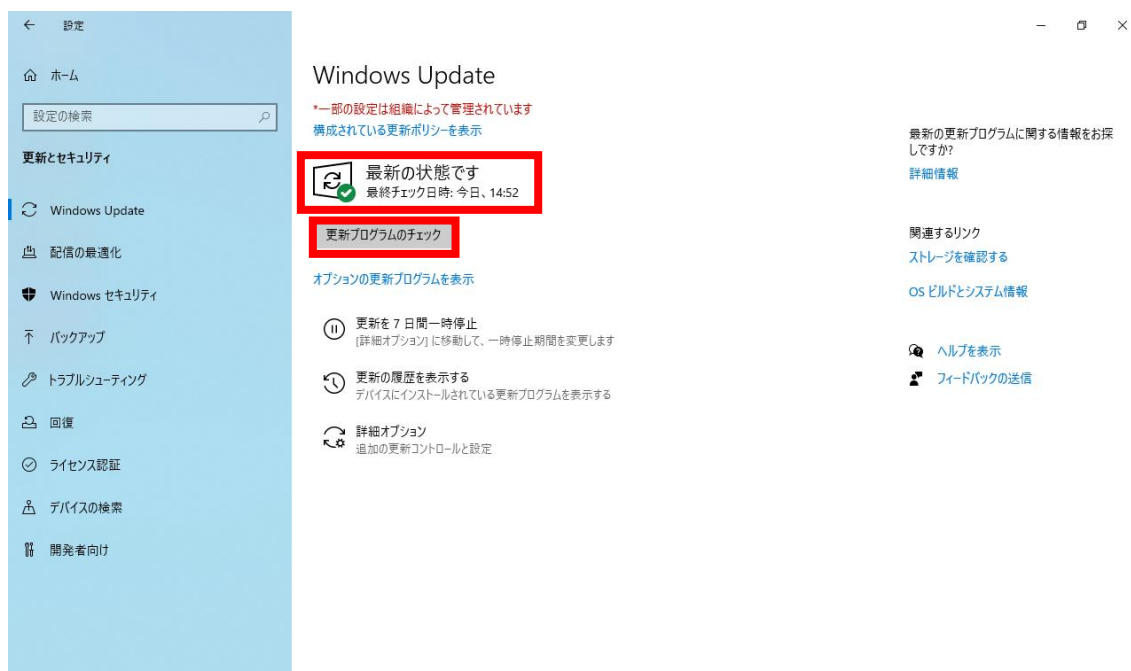 設定
ホーム
設定の検索
更新とセキュリティ
Windows Update
配信の最適化
Windows セキュリティ
バックアップ
トラブルシューティング
回復
ライセンス認証
デバイスの検索
開発者向け
Windows Update
*一部の設定は組織によって管理されています
構成されている更新ポリシーを表示
最新の状態です
最終チェック日時: 今日、14:52
更新プログラムのチェック
オプションの更新プログラムを表示
更新を 7 日間一時停止
[詳細オプション] に移動して、一時停止期間を変更します
更新の履歴を表示する
デバイスにインストールされている更新プログラムを表示する
詳細オプション
追加の更新コントロールと設定
最新の更新プログラムに関する情報をお探
しですか?
詳細情報
関連するリンク
ストレージを確認する
OS ビルドとシステム情報
ヘルプを表示
フィードバックの送信